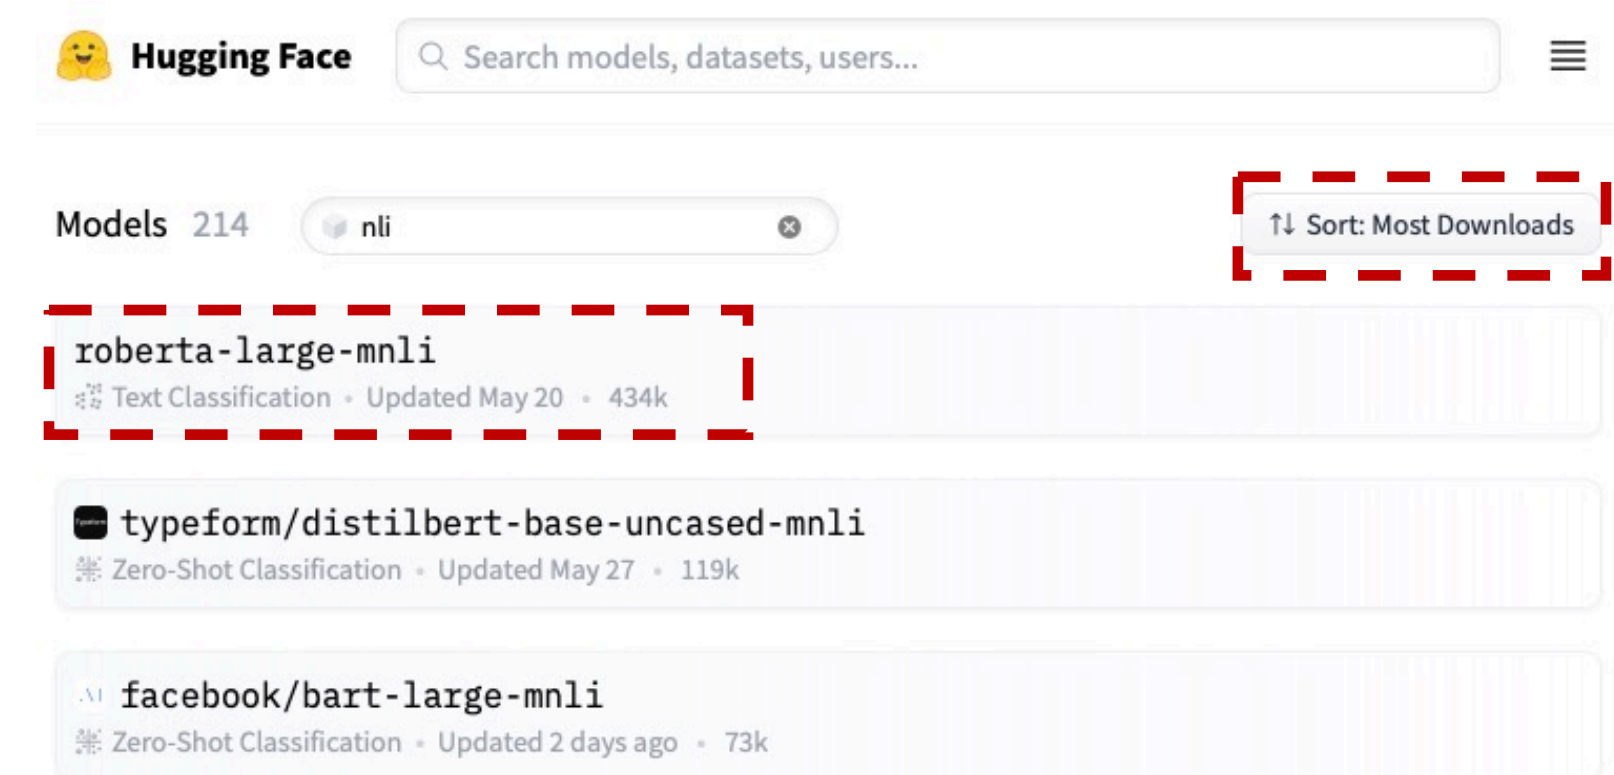 Hugging Face Search models, datasets, users...
Models 214 nli Sort: Most Downloads
roberta-large-mnli
Text Classification • Updated May 20 • 434k
typeform/distilbert-base-uncased-mnli
Zero-Shot Classification • Updated May 27 • 119k
facebook/bart-large-mnli
Zero-Shot Classification • Updated 2 days ago • 73k